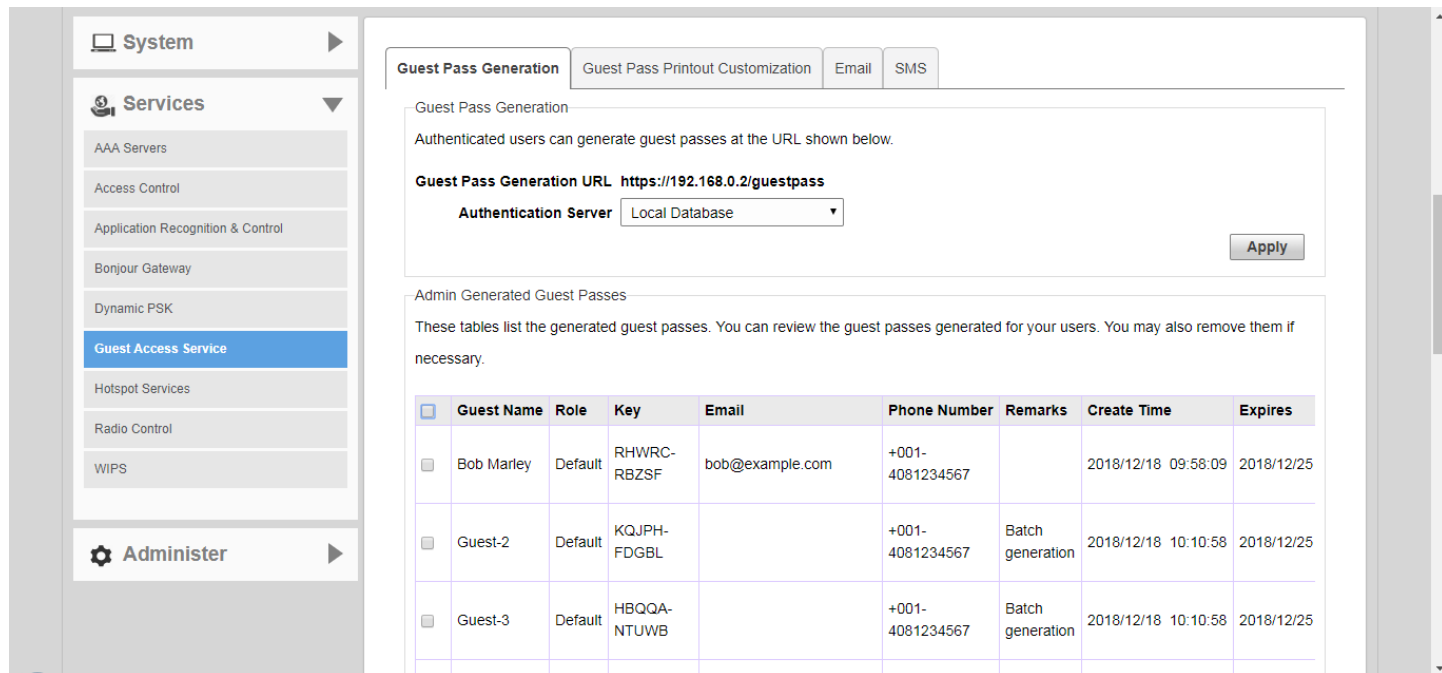 System
Services
AAA Servers
Access Control
Application Recognition & Control
Bonjour Gateway
Dynamic PSK
Guest Access Service
Hotspot Services
Radio Control
WIPS
Administer
Guest Pass Generation Guest Pass Printout Customization Email SMS
Guest Pass Generation
Authenticated users can generate guest passes at the URL shown below.
Guest Pass Generation URL https://192.168.0.2/guestpass
Authentication Server Local Database
Apply
Admin Generated Guest Passes
These tables list the generated guest passes. You can review the guest passes generated for your users. You may also remove them if
necessary.
Guest Name Role Key Email Phone Number Remarks Create Time Expires
Bob Marley Default RHWRC-
RBZSF bob@example.com +001-
4081234567 2018/12/18 09:58:09 2018/12/25
Guest-2 Default KQJPH-
FDGBL +001-
4081234567 Batch
generation 2018/12/18 10:10:58 2018/12/25
Guest-3 Default HBQQA-
NTUWB +001-
4081234567 Batch
generation 2018/12/18 10:10:58 2018/12/25